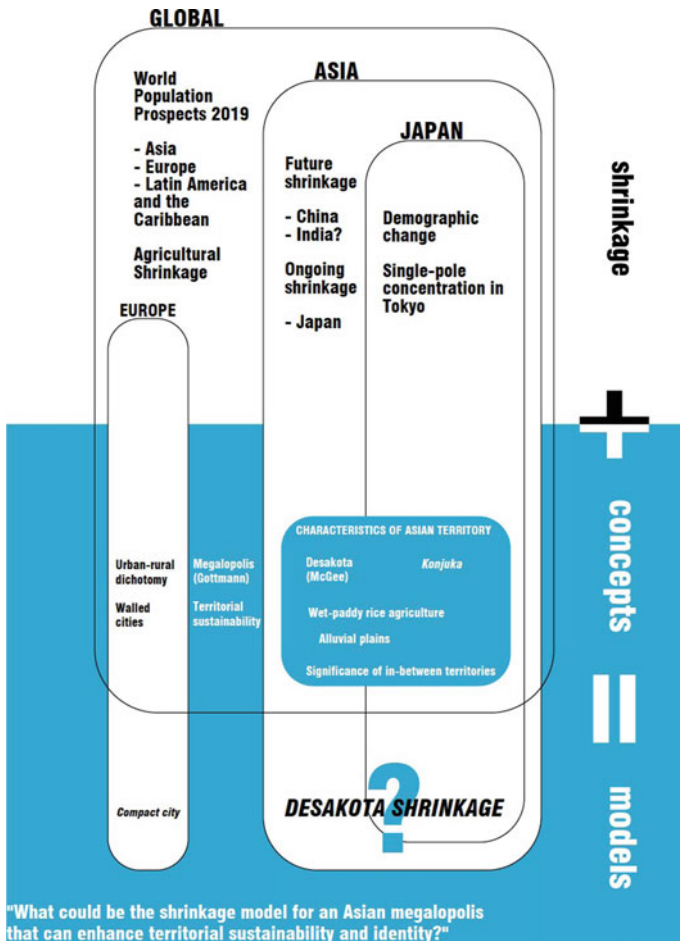 GLOBAL
World
Population
Prospects 2019
- Asia
- Europe
- Latin America
and the
Caribbean
Agricultural
Shrinkage
EUROPE
Urban-rural
dichotomy
Walled
cities
Compact city
Megalopolis
(Gottmann)
Territorial
sustainability
ASIA
Future
shrinkage
- China
- India?
Ongoing
shrinkage
- Japan
JAPAN
Demographic
change
Single-pole
concentration in
Tokyo
CHARACTERISTICS OF ASIAN TERRITORY
Desakota
(McGee)
Konjuka
Wet-paddy rice agriculture
Alluvial plains
Significance of in-between territories
?
DESAKOTA SHRINKAGE
shrinkage
+
concepts
=
models
"What could be the shrinkage model for an Asian megalopolis
that can enhance territorial sustainability and identity?"